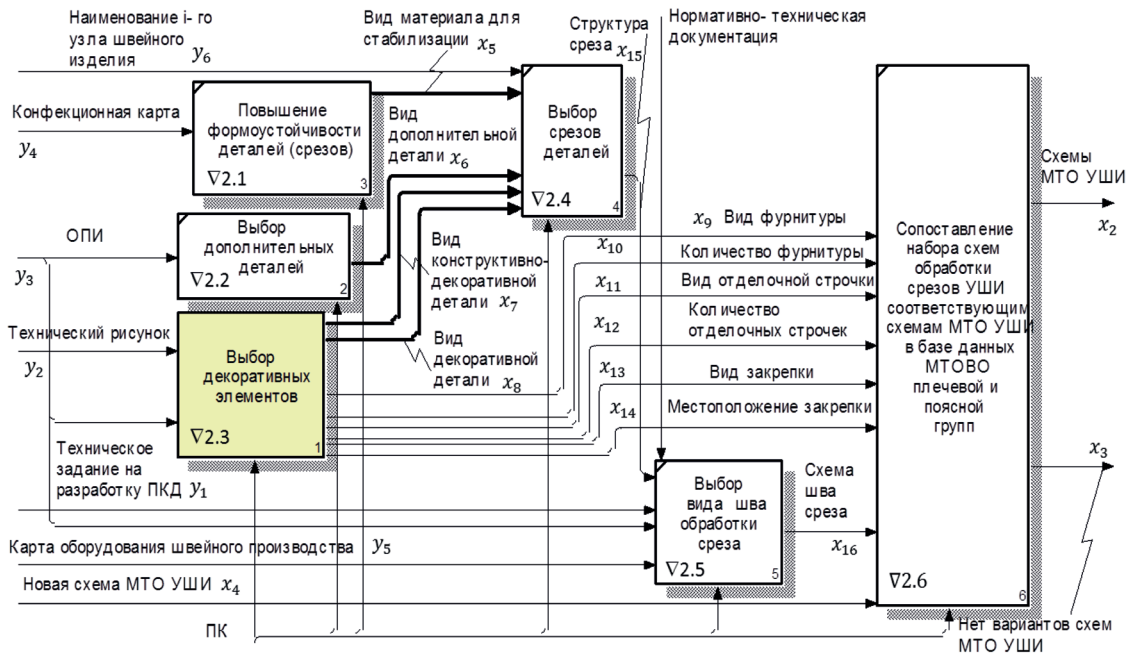 Наименование i- го
узла швейного
изделия y₆
Вид материала для
стабилизации x₅
Структура
среза x₁₅
Нормативно- техническая
документация
Конфекционная карта
y₄
Повышение
формоустойчивости
деталей (срезов)
∇2.1
3
Вид
дополнительной
детали x₆
Выбор
срезов
деталей
∇2.4
4
Схемы
МТО УШИ
x₂
ОПИ
y₃
Выбор
дополнительных
деталей
∇2.2
2
Вид
конструктивно-
декоративной
детали x₇
x₉ Вид фурнитуры
x₁₀
Количество фурнитуры
x₁₁
Вид отделочной строчки
x₁₂
Количество
отделочных строчек
x₁₃
Вид закрепки
x₁₄
Местоположение закрепки
Сопоставление
набора схем
обработки
срезов УШИ
соответствующим
схемам МТО УШИ
в базе данных
МТОВО
плечевой и
поясной
групп
∇2.6
6
Технический рисунок
y₂
Выбор
декоративных
элементов
∇2.3
1
Вид
декоративной
детали x₈
x₃
Техническое
задание на
разработку ПКД y₁
Выбор
вида шва
обработки
среза
∇2.5
5
Схема
шва
среза
x₁₆
Карта оборудования швейного производства y₅
Новая схема МТО УШИ x₄
ПК
Нет вариантов схем
МТО УШИ